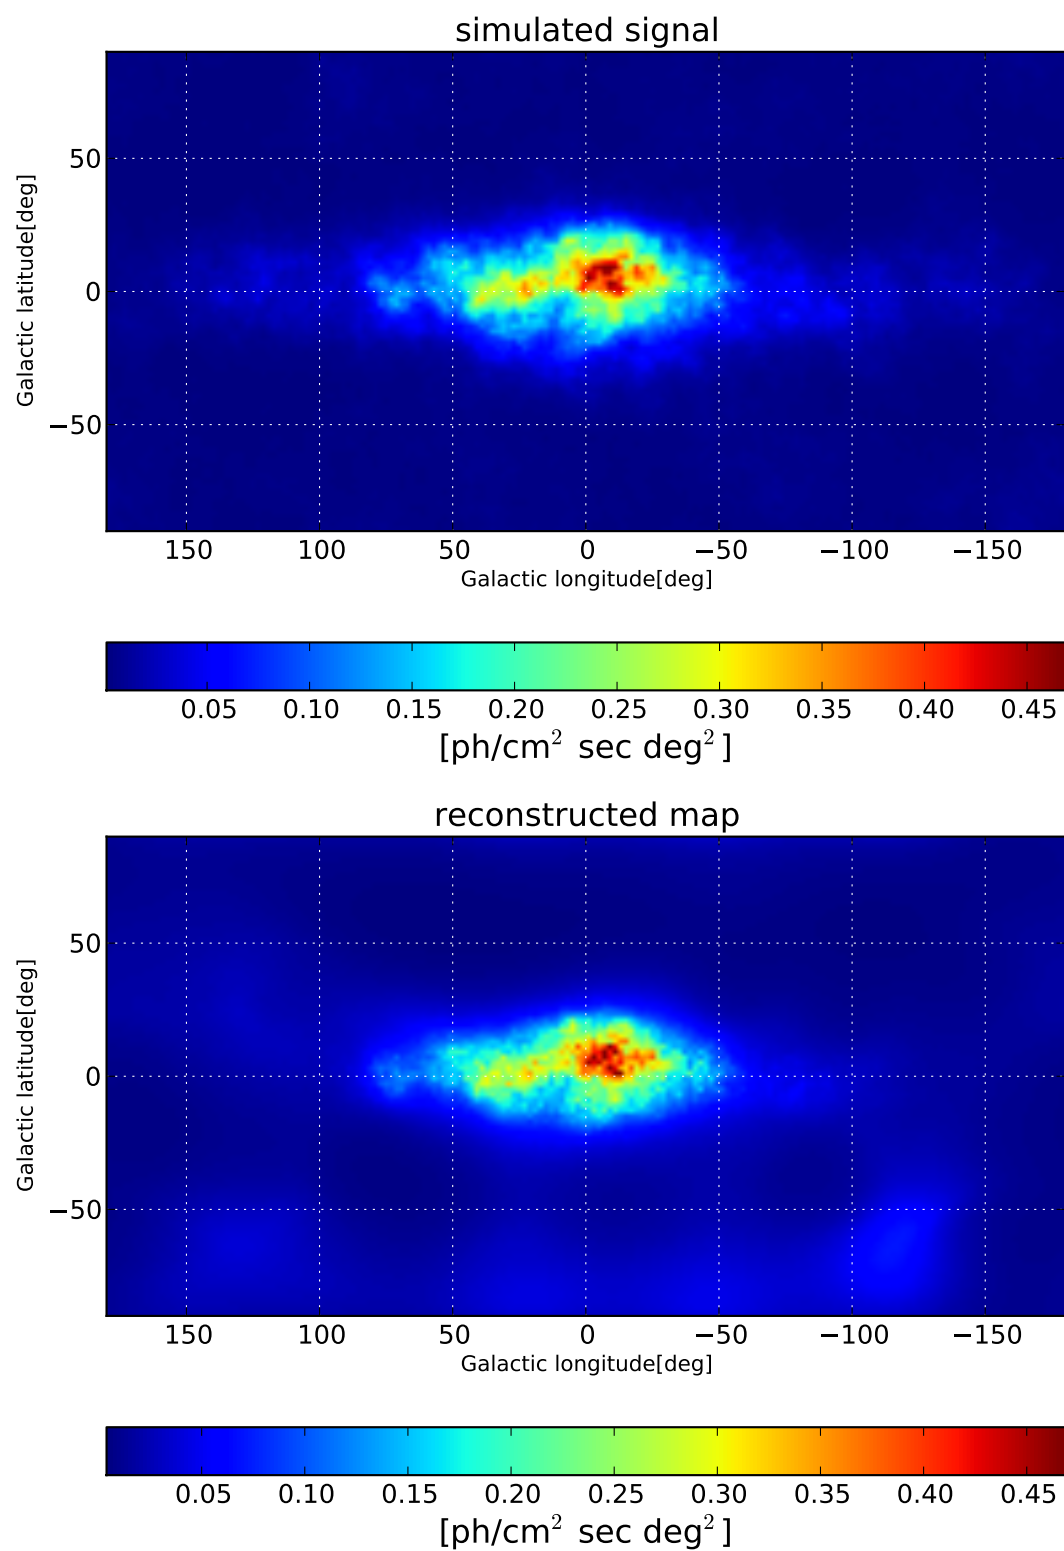 simulated signal
50
0
−50
Galactic latitude[deg]
150 100 50 0 −50 −100 −150
Galactic longitude[deg]
0.05 0.10 0.15 0.20 0.25 0.30 0.35 0.40 0.45
[ph/cm² sec deg²]
reconstructed map
50
0
−50
Galactic latitude[deg]
150 100 50 0 −50 −100 −150
Galactic longitude[deg]
0.05 0.10 0.15 0.20 0.25 0.30 0.35 0.40 0.45
[ph/cm² sec deg²]